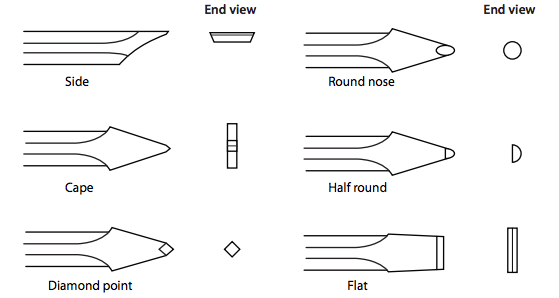 End view
End view
Side
Round nose
Cape
Half round
Diamond point
Flat